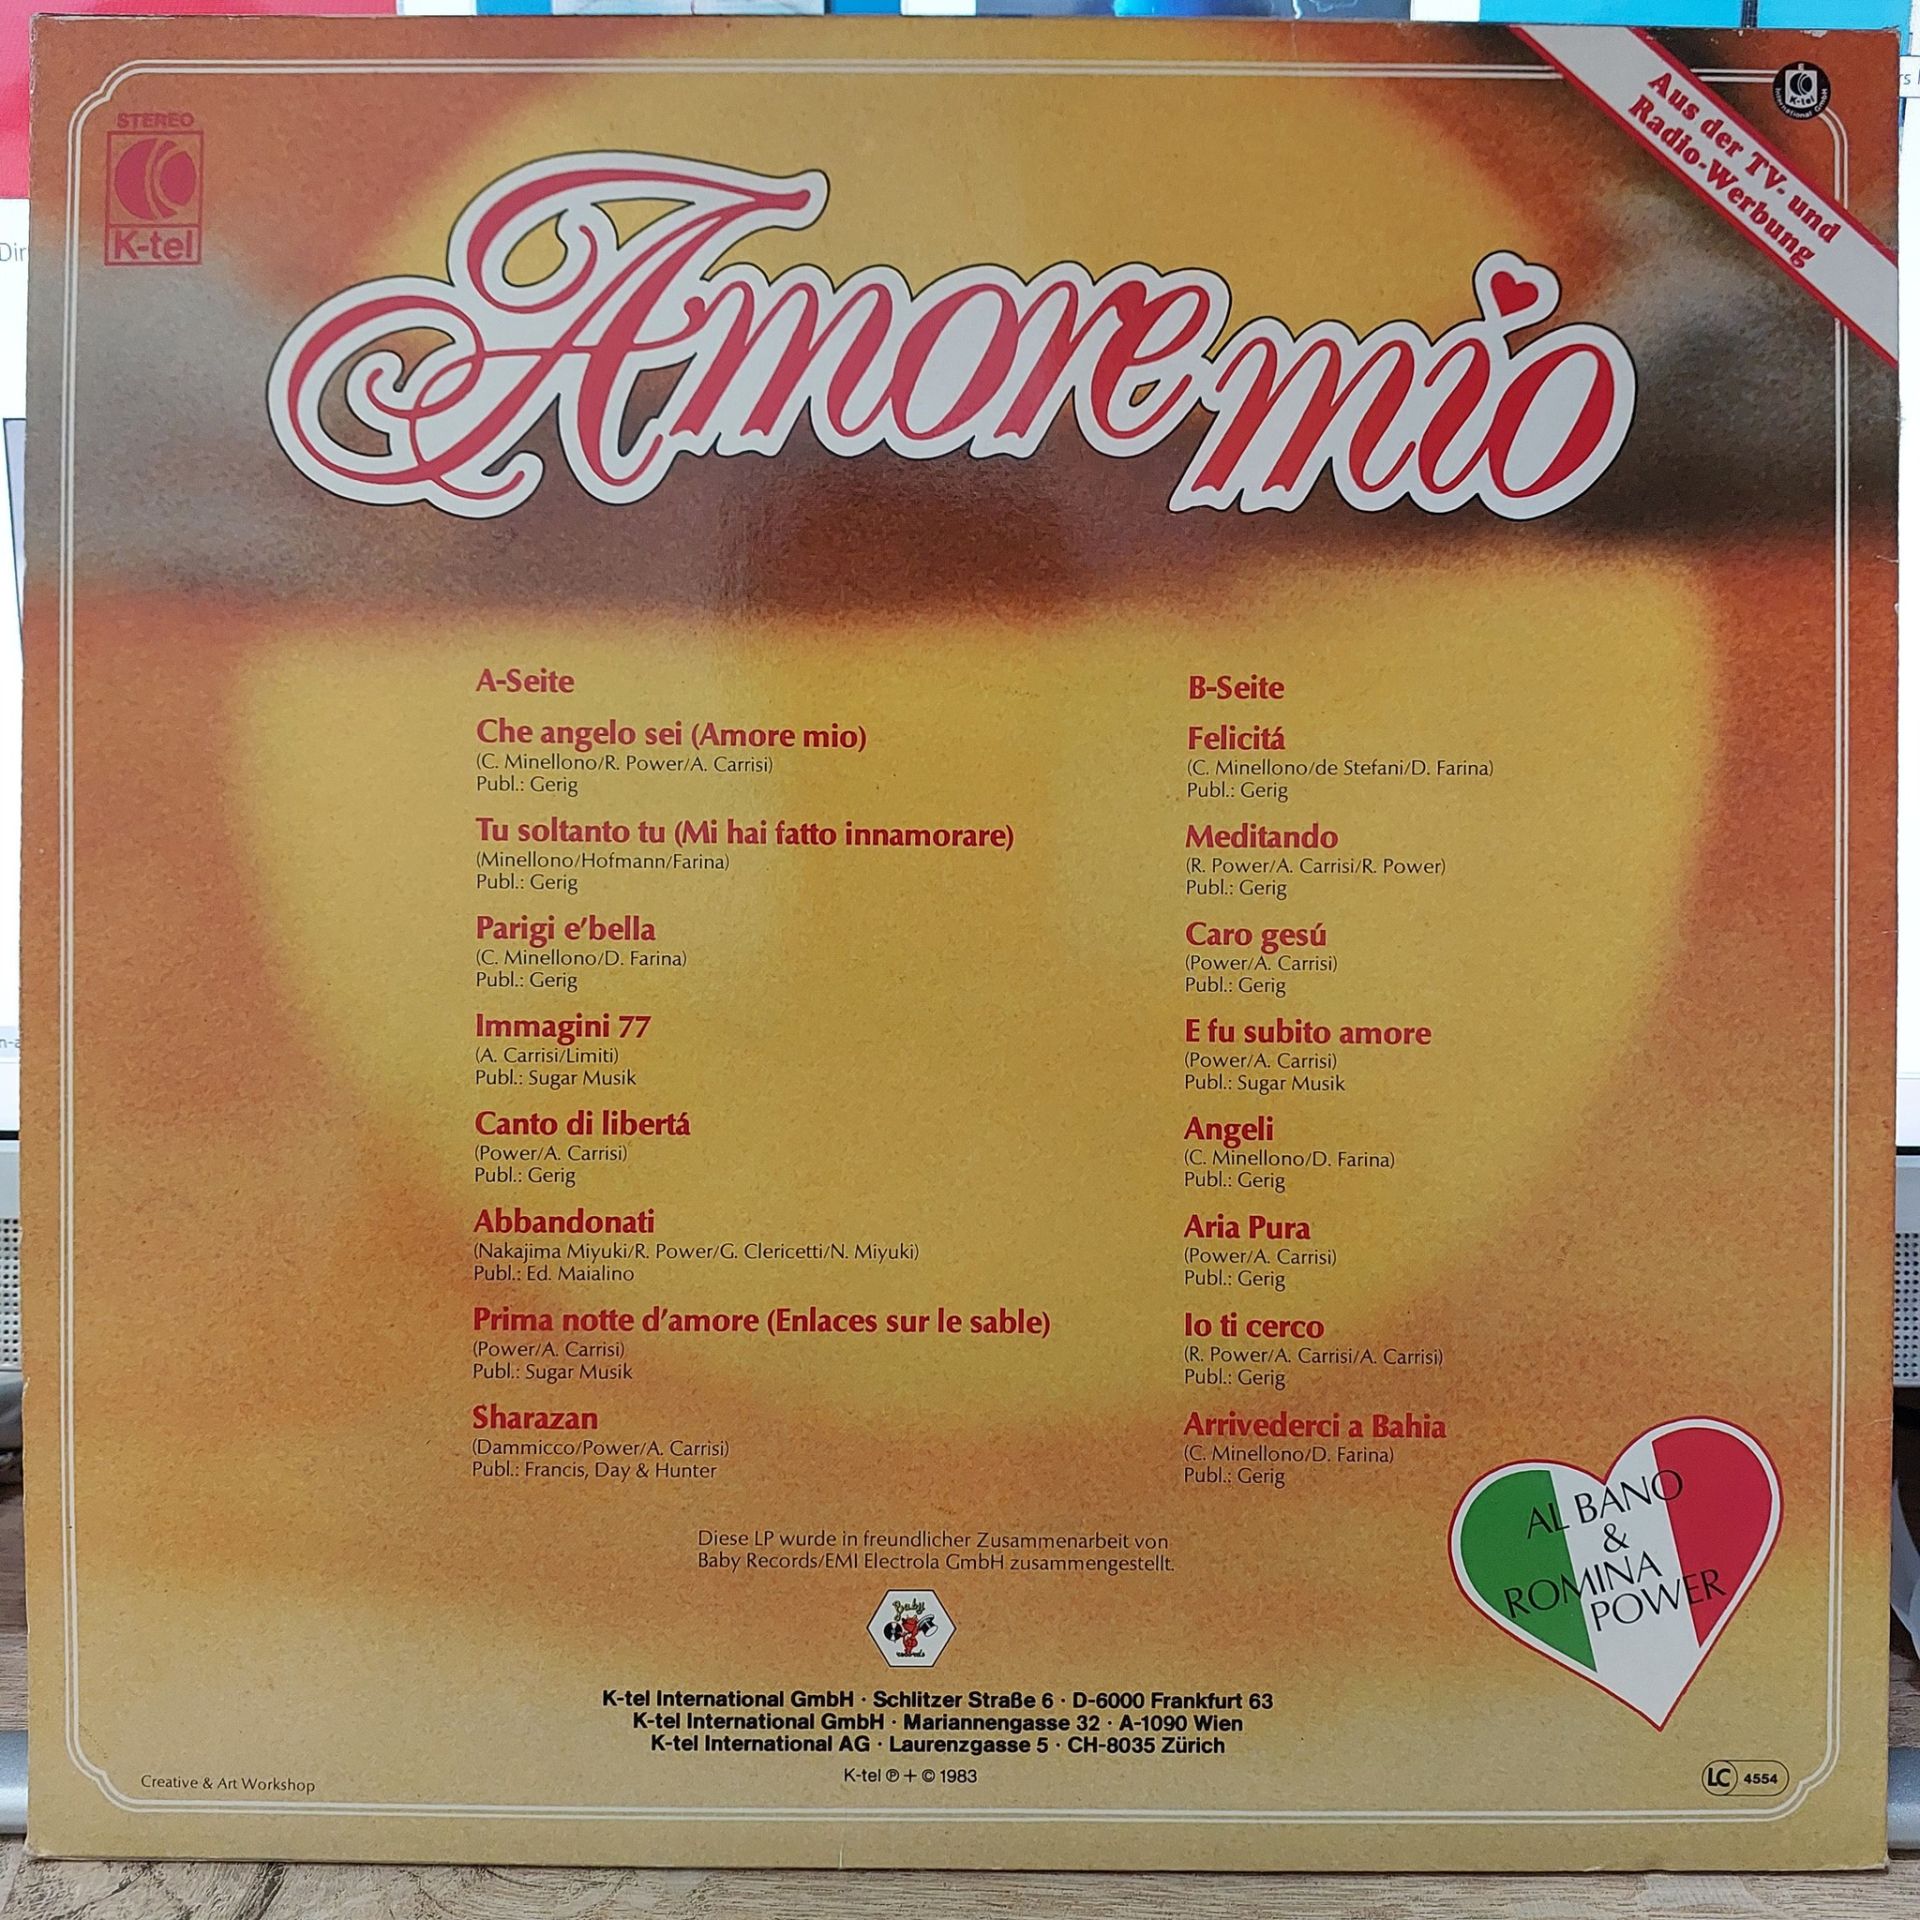 STEREO
K-tel
Aus der TV- und
Radio-Werbung
K-tel
International GmbH
Amore mio
A-Seite
Che angelo sei (Amore mio)
(C. Minellono/R. Power/A. Carrisi)
Publ.: Gerig
Tu soltanto tu (Mi hai fatto innamorare)
(Minellono/Hofmann/Farina)
Publ.: Gerig
Parigi e'bella
(C. Minellono/D. Farina)
Publ.: Gerig
Immagini 77
(A. Carrisi/Limiti)
Publ.: Sugar Musik
Canto di libertá
(Power/A. Carrisi)
Publ.: Gerig
Abbandonati
(Nakajima Miyuki/R. Power/G. Clericetti/N. Miyuki)
Publ.: Ed. Maialino
Prima notte d'amore (Enlaces sur le sable)
(Power/A. Carrisi)
Publ.: Sugar Musik
Sharazan
(Dammicco/Power/A. Carrisi)
Publ.: Francis, Day & Hunter
B-Seite
Felicitá
(C. Minellono/de Stefani/D. Farina)
Publ.: Gerig
Meditando
(R. Power/A. Carrisi/R. Power)
Publ.: Gerig
Caro gesú
(Power/A. Carrisi)
Publ.: Gerig
E fu subito amore
(Power/A. Carrisi)
Publ.: Sugar Musik
Angeli
(C. Minellono/D. Farina)
Publ.: Gerig
Aria Pura
(Power/A. Carrisi)
Publ.: Gerig
Io ti cerco
(R. Power/A. Carrisi/A. Carrisi)
Publ.: Gerig
Arrivederci a Bahia
(C. Minellono/D. Farina)
Publ.: Gerig
AL BANO
&
ROMINA
POWER
Diese LP wurde in freundlicher Zusammenarbeit von
Baby Records/EMI Electrola GmbH zusammengestellt.
Baby
records
K-tel International GmbH · Schlitzer Straße 6 · D-6000 Frankfurt 63
K-tel International GmbH · Mariannengasse 32 · A-1090 Wien
K-tel International AG · Laurenzgasse 5 · CH-8035 Zürich
K-tel ℗ + © 1983
Creative & Art Workshop
LC 4554